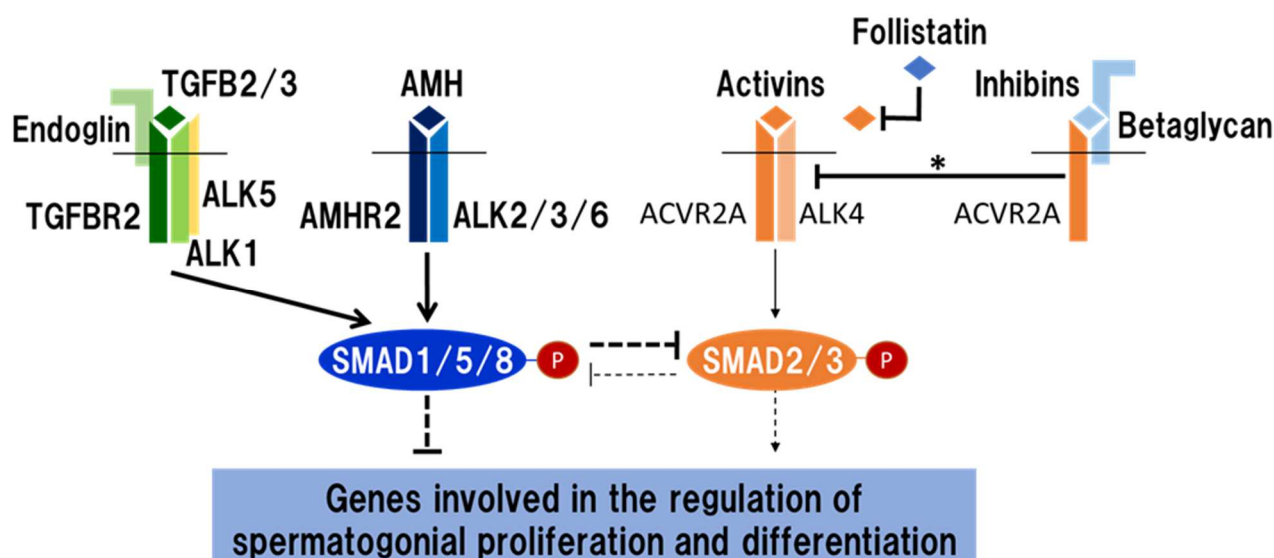 Follistatin
TGFB2/3
AMH
Activins
Inhibins
Endoglin
Betaglycan
*
ALK5
TGFBR2
AMHR2
ALK2/3/6
ACVR2A
ALK4
ACVR2A
ALK1
SMAD1/5/8
P
SMAD2/3
P
Genes involved in the regulation of
spermatogonial proliferation and differentiation